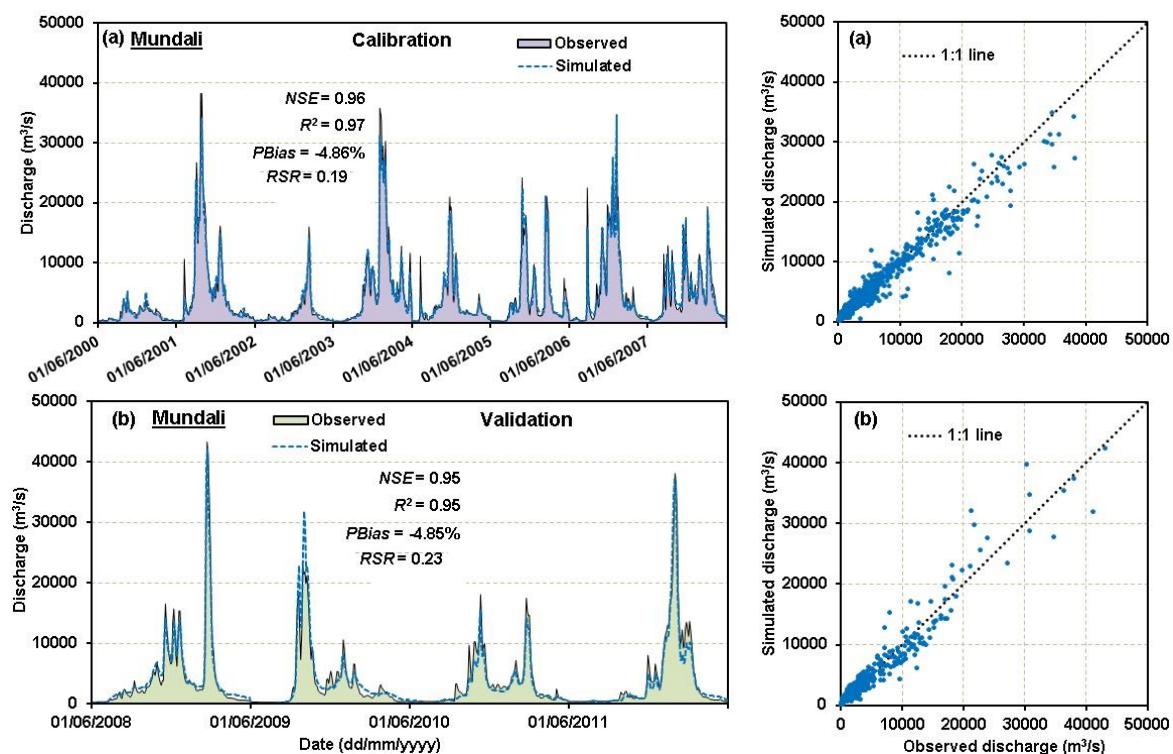 (a) Mundali Calibration
Observed
Simulated
NSE = 0.96
R² = 0.97
PBias = -4.86%
RSR = 0.19
Discharge (m³/s)
50000
40000
30000
20000
10000
0
01/06/2000 01/06/2001 01/06/2002 01/06/2003 01/06/2004 01/06/2005 01/06/2006 01/06/2007
(a)
1:1 line
Simulated discharge (m³/s)
50000
40000
30000
20000
10000
0
0 10000 20000 30000 40000 50000
(b) Mundali Validation
Observed
Simulated
NSE = 0.95
R² = 0.95
PBias = -4.85%
RSR = 0.23
Discharge (m³/s)
50000
40000
30000
20000
10000
0
01/06/2008 01/06/2009 01/06/2010 01/06/2011
Date (dd/mm/yyyy)
(b)
1:1 line
Simulated discharge (m³/s)
50000
40000
30000
20000
10000
0
0 10000 20000 30000 40000 50000
Observed discharge (m³/s)